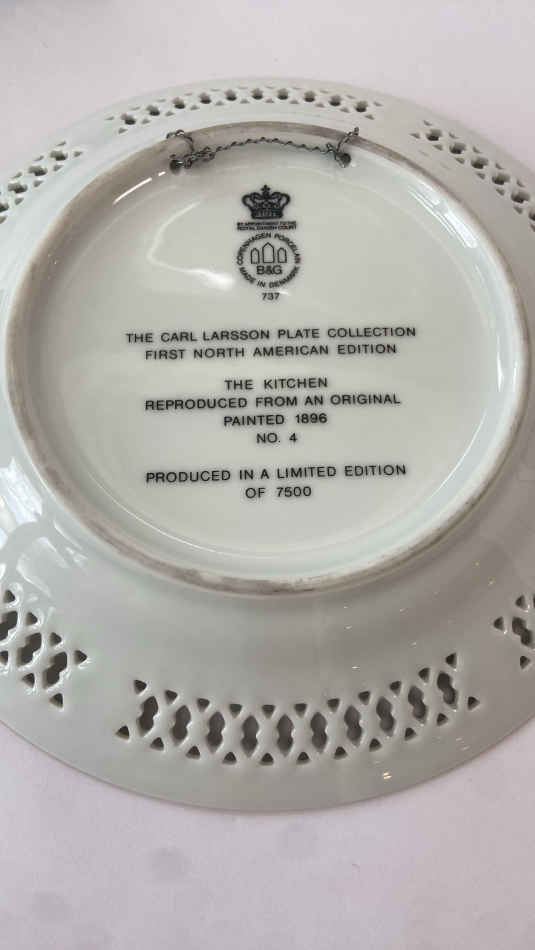 BY APPOINTMENT TO THE
ROYAL DANISH COURT
COPENHAGEN PORCELAIN
B&G
MADE IN DENMARK
737
THE CARL LARSSON PLATE COLLECTION
FIRST NORTH AMERICAN EDITION
THE KITCHEN
REPRODUCED FROM AN ORIGINAL
PAINTED 1896
NO. 4
PRODUCED IN A LIMITED EDITION
OF 7500